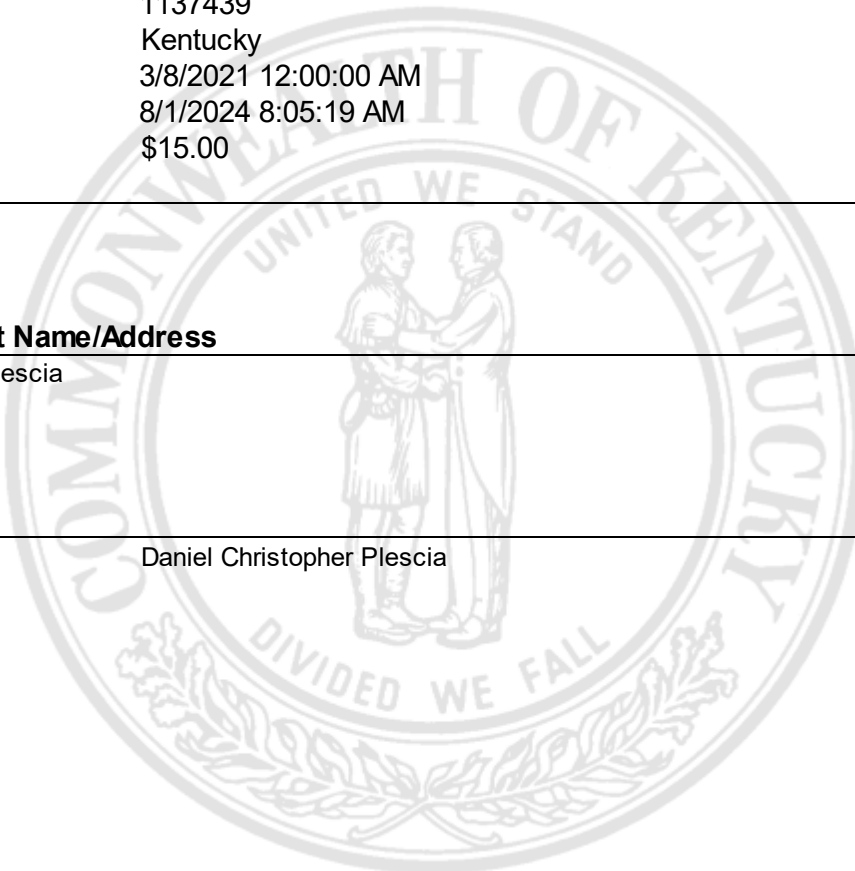 1137439
Kentucky
3/8/2021 12:00:00 AM
8/1/2024 8:05:19 AM
$15.00
COMMONWEALTH OF KENTUCKY
UNITED WE STAND
t Name/Address
escia
Daniel Christopher Plescia
DIVIDED WE FALL